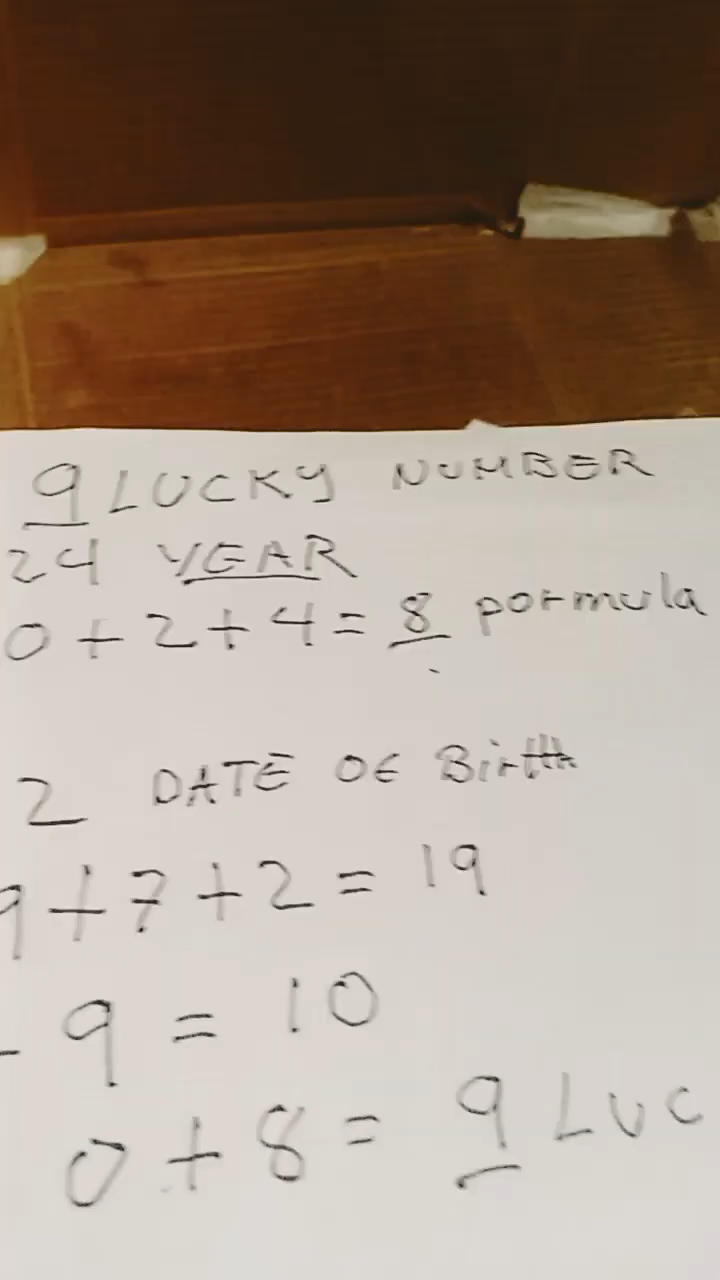 9 LUCKY NUMBER
24 YEAR
0 + 2 + 4 = 8 pormula
2 DATE OF Birth
9 + 7 + 2 = 19
- 9 = 10
0 + 8 = 9 LUC